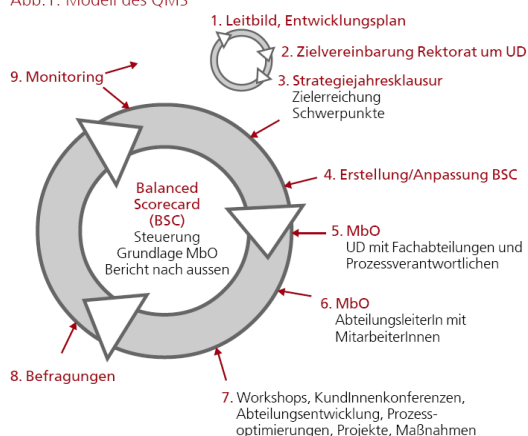 Abb.1: Modell des QMS
1. Leitbild, Entwicklungsplan
2. Zielvereinbarung Rektorat um UD
3. Strategiejahresklausur
Zielerreichung
Schwerpunkte
4. Erstellung/Anpassung BSC
5. MbO
UD mit Fachabteilungen und
Prozessverantwortlichen
6. MbO
AbteilungsleiterIn mit
MitarbeiterInnen
7. Workshops, KundInnenkonferenzen,
Abteilungsentwicklung, Prozess-
optimierungen, Projekte, Maßnahmen
8. Befragungen
9. Monitoring
Balanced
Scorecard
(BSC)
Steuerung
Grundlage MbO
Bericht nach aussen